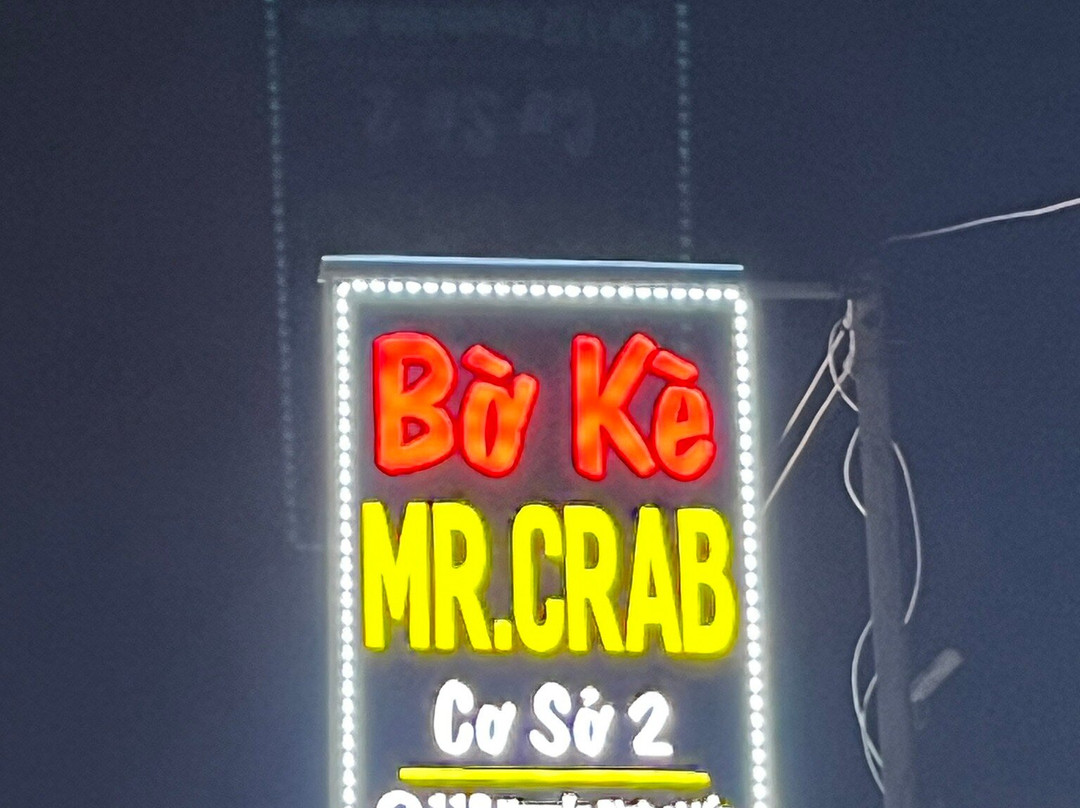 Bờ Kè
MR.CRAB
Cơ Sở 2